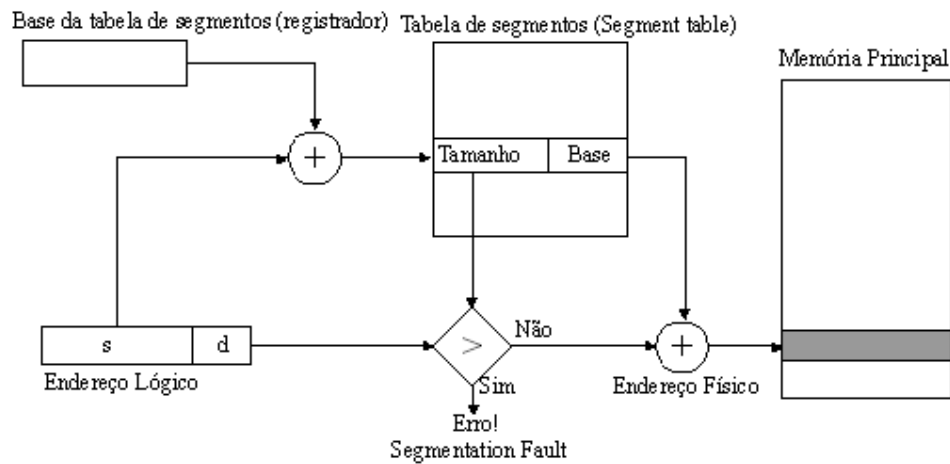 Base da tabela de segmentos (registrador)
Tabela de segmentos (Segment table)
Memória Principal
+
Tamanho
Base
s
d
Endereço Lógico
>
Não
Sim
+
Endereço Físico
Erro!
Segmentation Fault